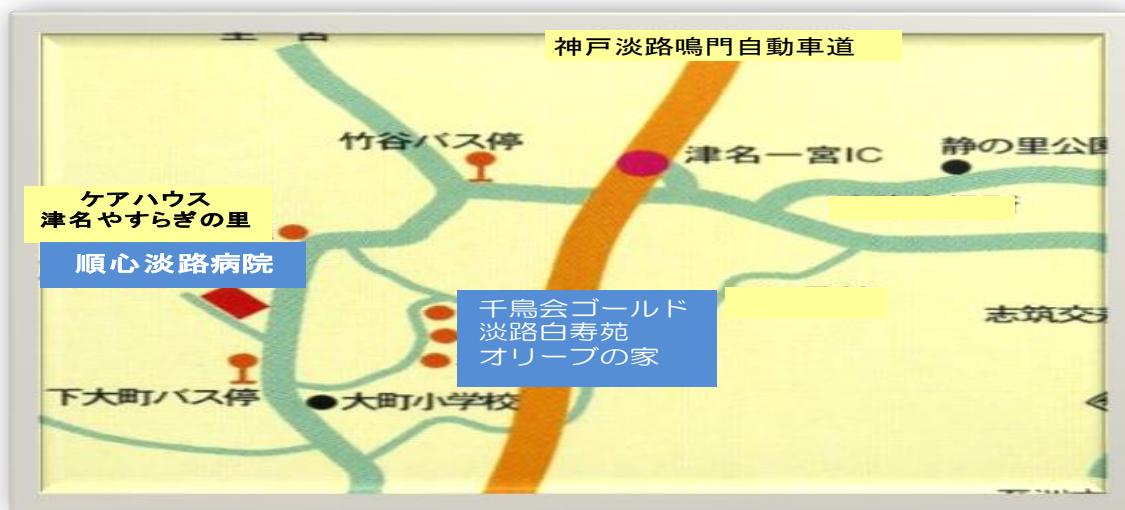 神戸淡路鳴門自動車道
竹谷バス停
津名一宮IC
静の里公園
ケアハウス
津名やすらぎの里
順心淡路病院
千鳥会ゴールド
淡路白寿苑
オリーブの家
志筑交
下大町バス停
大町小学校